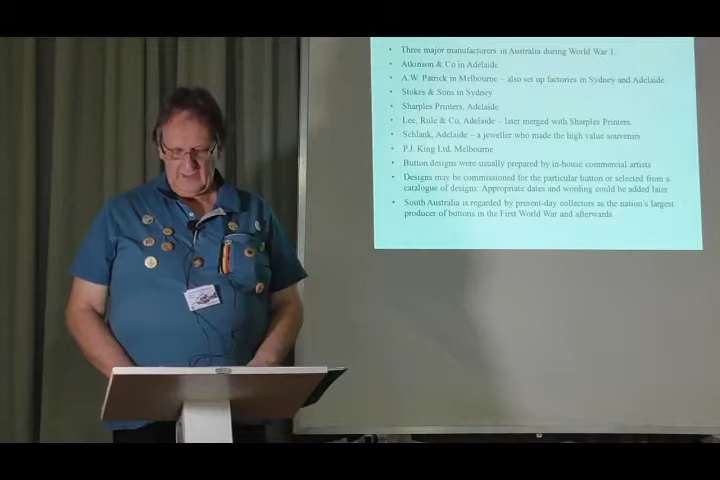 • Three major manufacturers in Australia during World War 1.
• Atkinson & Co in Adelaide
• A.W. Patrick in Melbourne – also set up factories in Sydney and Adelaide.
• Stokes & Sons in Sydney
• Sharples Printers, Adelaide
• Lee, Rule & Co, Adelaide – later merged with Sharples Printers.
• Schlank, Adelaide – a jeweller who made the high value souvenirs
• P.J. King Ltd, Melbourne
• Button designs were usually prepared by in-house commercial artists
• Designs may be commissioned for the particular button or selected from a
catalogue of designs. Appropriate dates and wording could be added later
• South Australia is regarded by present-day collectors as the nation's largest
producer of buttons in the First World War and afterwards.